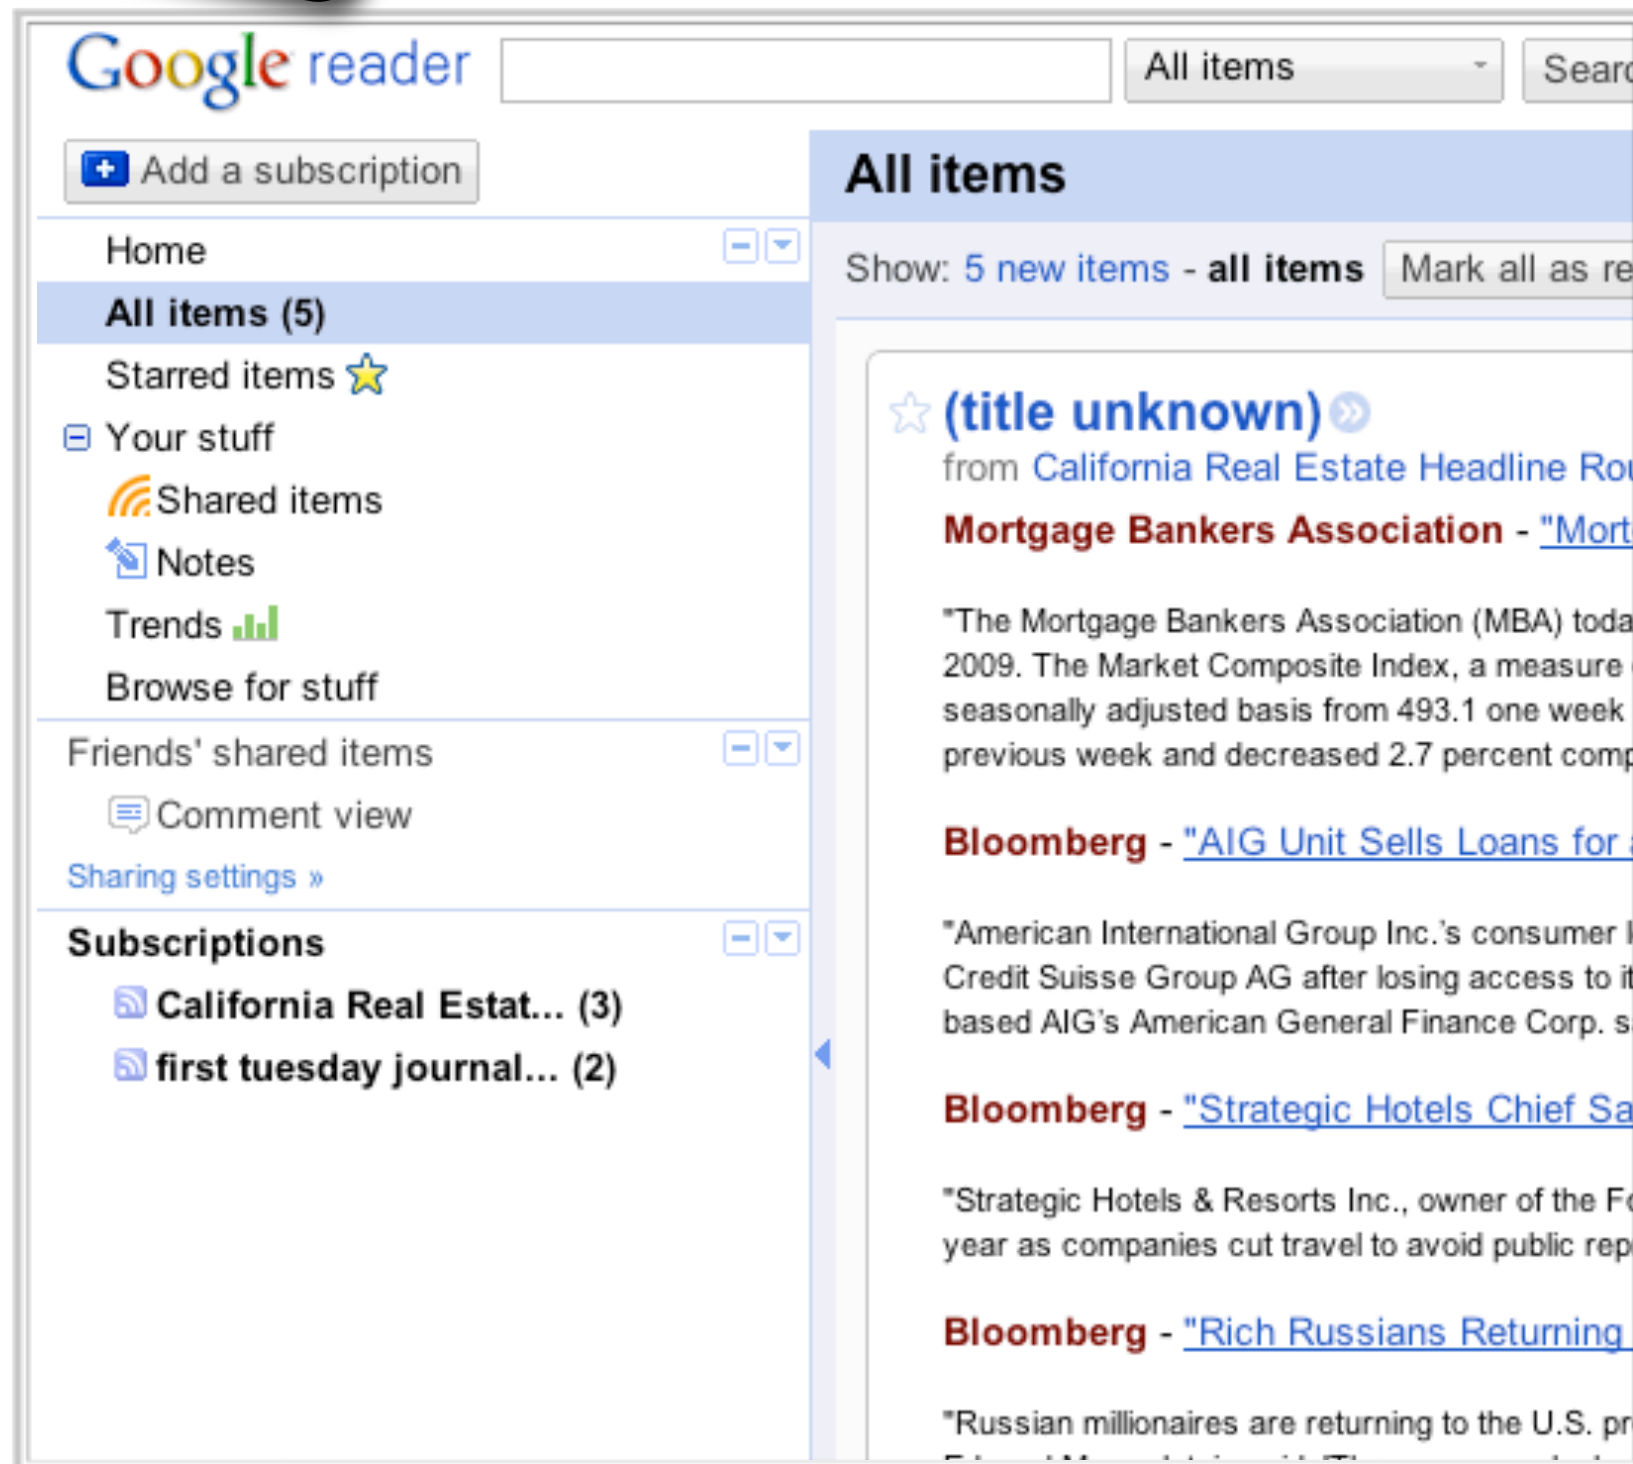 Google reader
All items
Add a subscription
Home
All items (5)
Starred items
Your stuff
Shared items
Notes
Trends
Browse for stuff
Friends' shared items
Comment view
Sharing settings »
Subscriptions
California Real Estat... (3)
first tuesday journal... (2)
All items
Show: 5 new items - all items Mark all as
(title unknown)
from California Real Estate Headline
Mortgage Bankers Association -
"The Mortgage Bankers Association (MBA)
2009. The Market Composite Index, a measure
seasonally adjusted basis from 493.1 one week
previous week and decreased 2.7 percent
Bloomberg - "AIG Unit Sells Loans for
"American International Group Inc.'s consumer
Credit Suisse Group AG after losing access to
based AIG's American General Finance Corp.
Bloomberg - "Strategic Hotels Chief
"Strategic Hotels & Resorts Inc., owner of the
year as companies cut travel to avoid public
Bloomberg - "Rich Russians Returning
"Russian millionaires are returning to the U.S.